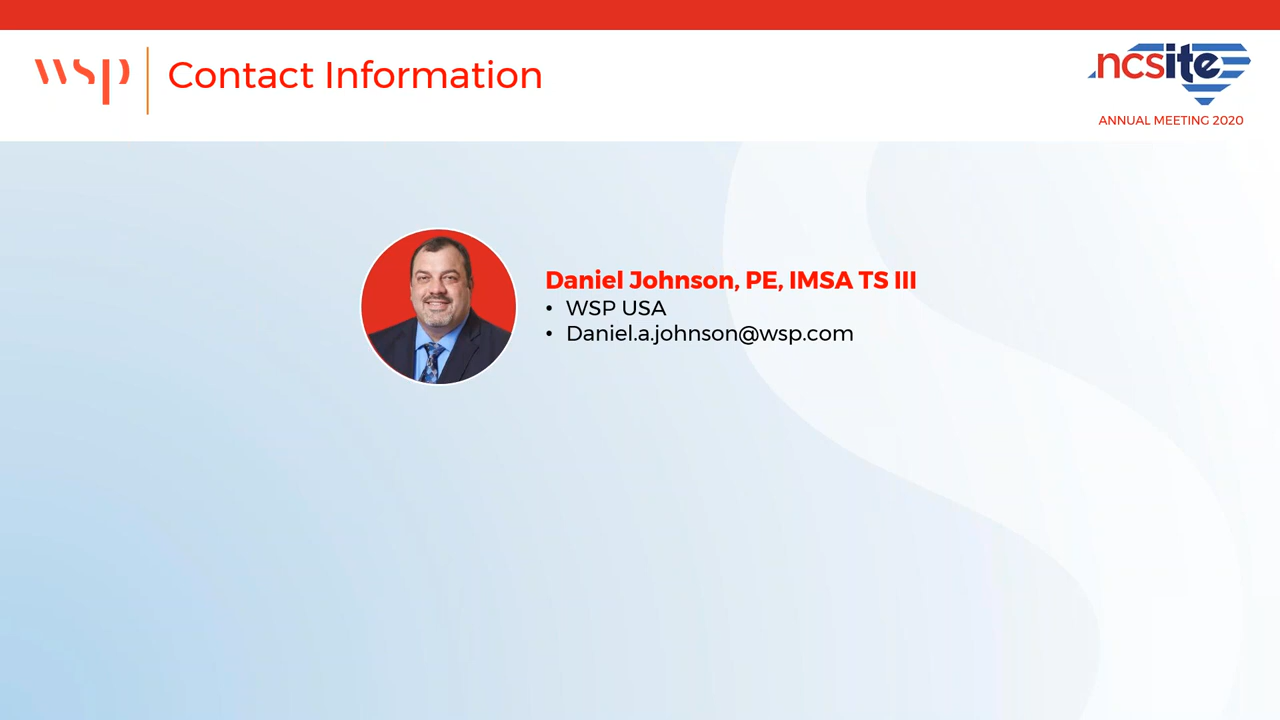 wsp
Contact Information
ncsite
ANNUAL MEETING 2020
Daniel Johnson, PE, IMSA TS III
• WSP USA
• Daniel.a.johnson@wsp.com